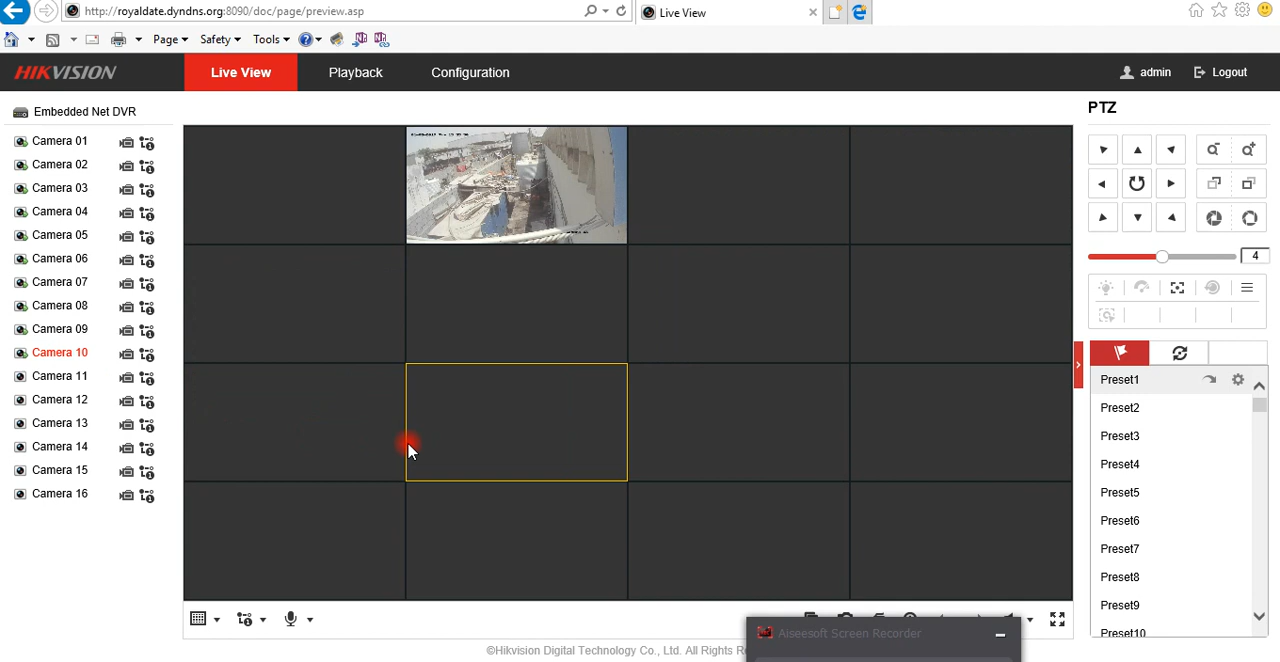 http://royaldate.dyndns.org:8090/doc/page/preview.asp
Live View
Page
Safety
Tools
HIKVISION
Live View
Playback
Configuration
admin
Logout
Embedded Net DVR
Camera 01
Camera 02
Camera 03
Camera 04
Camera 05
Camera 06
Camera 07
Camera 08
Camera 09
Camera 10
Camera 11
Camera 12
Camera 13
Camera 14
Camera 15
Camera 16
PTZ
4
Preset1
Preset2
Preset3
Preset4
Preset5
Preset6
Preset7
Preset8
Preset9
Preset10
Aiseesoft Screen Recorder
©Hikvision Digital Technology Co., Ltd. All Rights